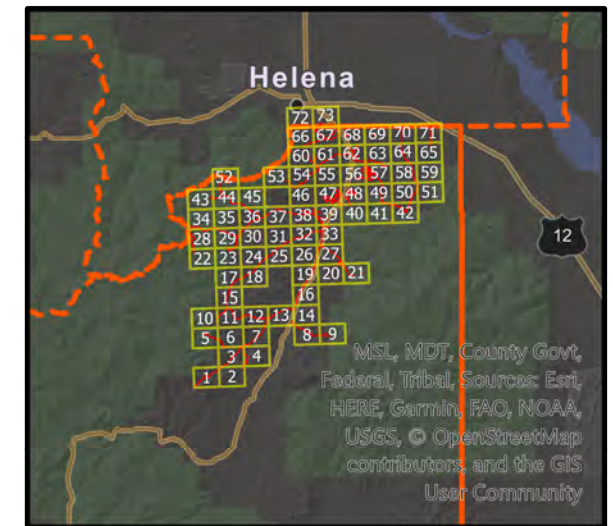 Helena
72 73
66 67 68 69 70 71
60 61 62 63 64 65
52 53 54 55 56 57 58 59
43 44 45 46 47 48 49 50 51
34 35 36 37 38 39 40 41 42
28 29 30 31 32 33
12
22 23 24 25 26 27
17 18 19 20 21
15 16
10 11 12 13 14
5 6 7 8 9
3 4
1 2
MSL, MDT, County Govt,
Federal, Tribal, Sources: Esri,
HERE, Garmin, FAO, NOAA,
USGS, © OpenStreetMap
contributors, and the GIS
User Community